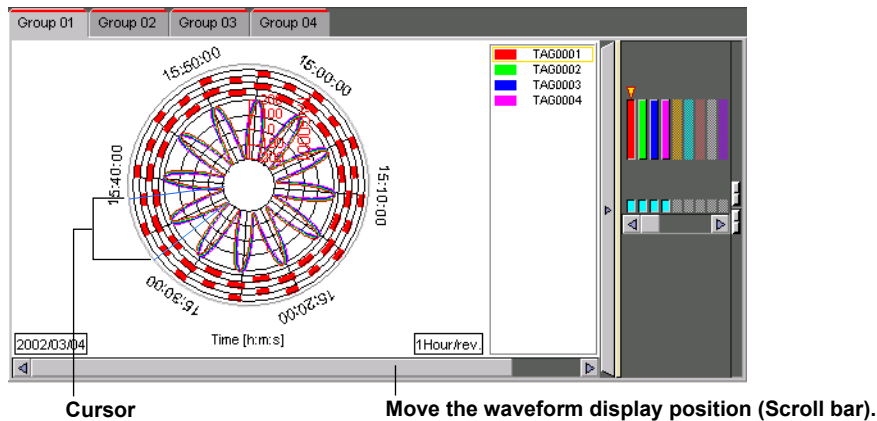 Group 01 Group 02 Group 03 Group 04
15:50:00
15:00:00
TAG0001
TAG0002
TAG0003
TAG0004
15:40:00
15:10:00
15:30:00
15:20:00
2002/03/04
Time [h:m:s]
1Hour/rev.
Cursor
Move the waveform display position (Scroll bar).